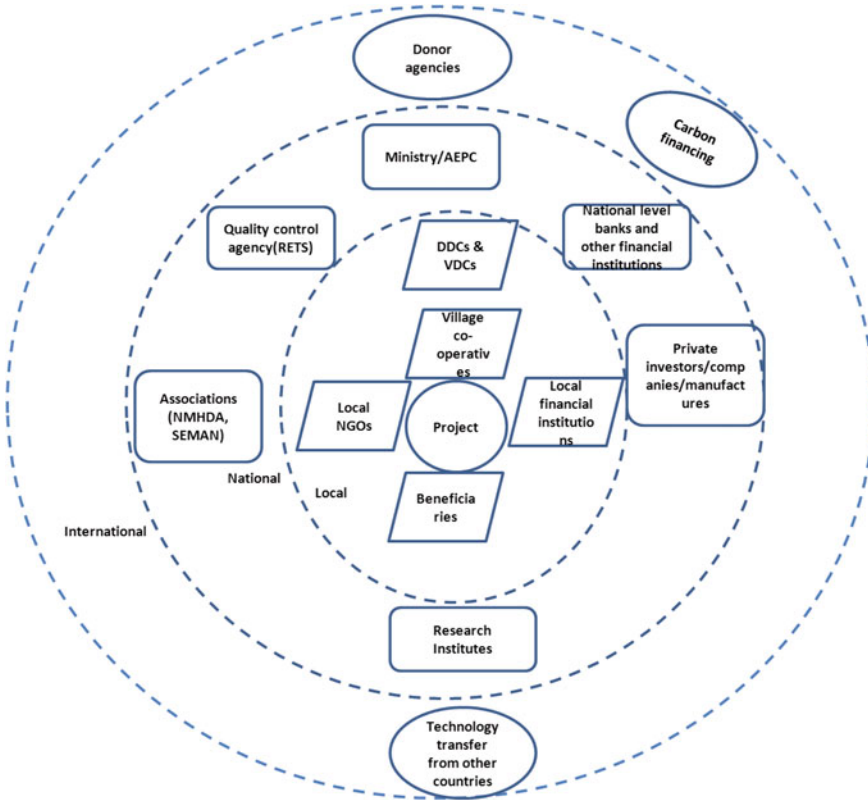 Donor
agencies
Carbon
financing
Ministry/AEPC
Quality control
agency(RETS)
National level
banks and
other financial
institutions
DDCs &
VDCs
Village
co-
operativ
es
Private
investors/comp
anies/manufact
ures
Associations
(NMHDA,
SEMAN)
Local
NGOs
Project
Local
financial
institutio
ns
National
Local
Beneficia
ries
International
Research
Institutes
Technology
transfer
from other
countries